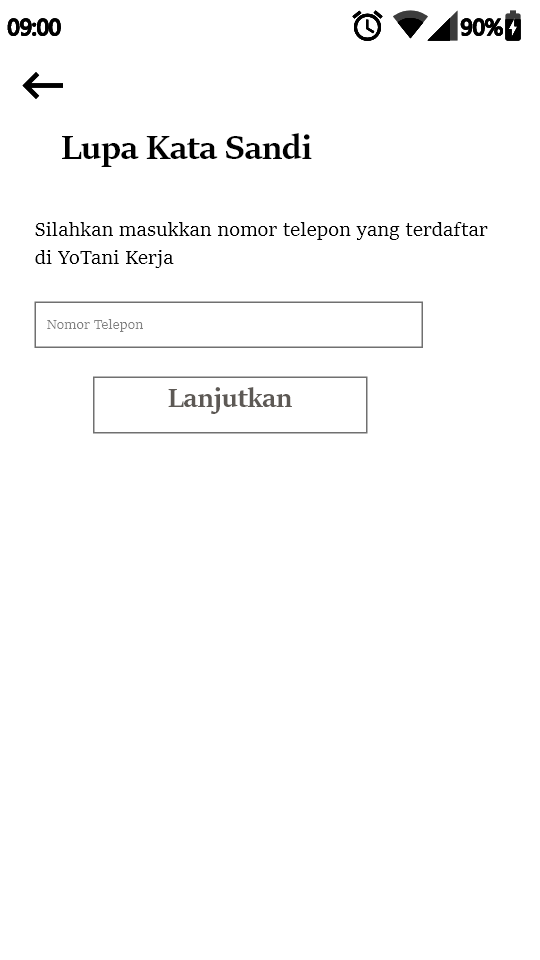 09:00 90%
Lupa Kata Sandi
Silahkan masukkan nomor telepon yang terdaftar
di YoTani Kerja
Nomor Telepon
Lanjutkan